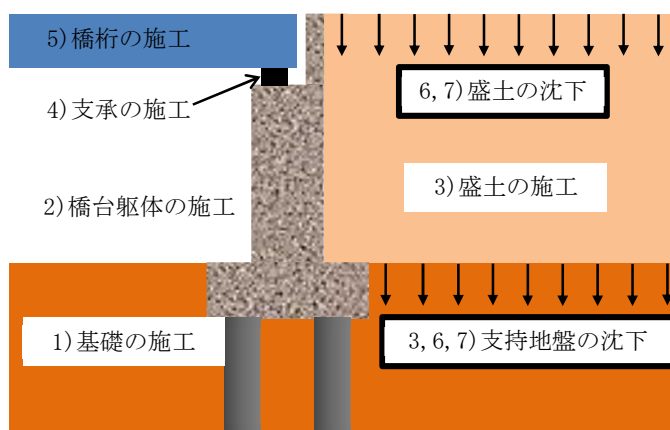 5)橋桁の施工
6,7)盛土の沈下
4)支承の施工
3)盛土の施工
2)橋台躯体の施工
1)基礎の施工
3,6,7)支持地盤の沈下